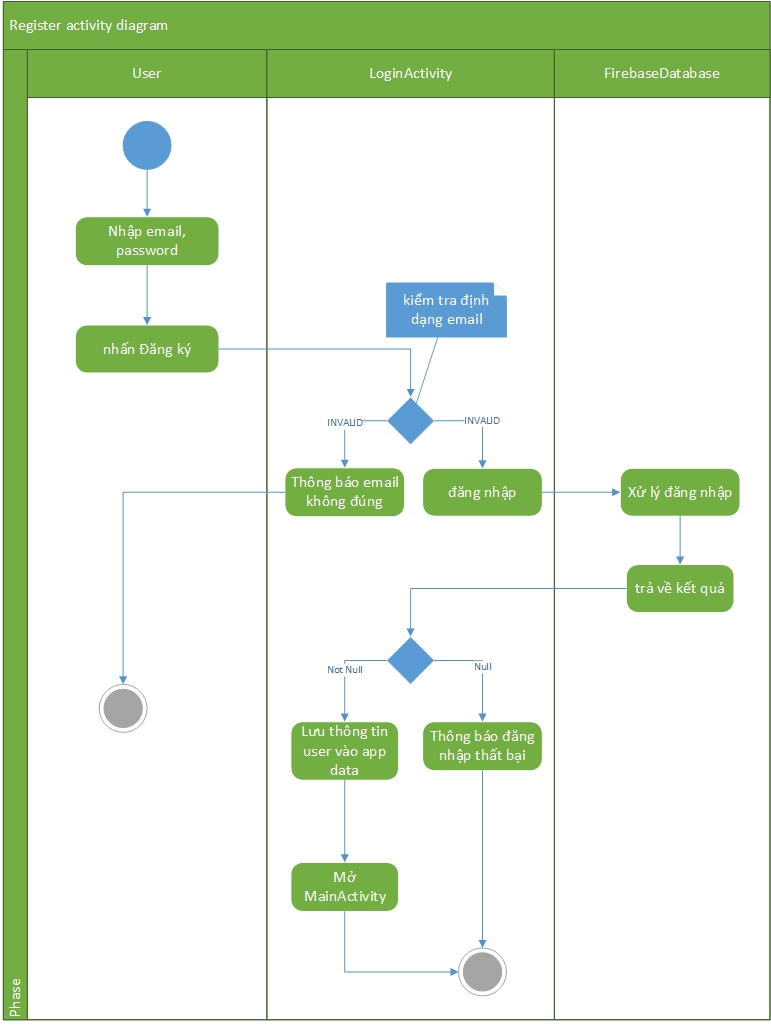 Register activity diagram
User
LoginActivity
FirebaseDatabase
Nhập email,
password
kiểm tra định
dạng email
nhấn Đăng ký
INVALID
INVALID
Thông báo email
không đúng
đăng nhập
Xử lý đăng nhập
trả về kết quả
Not Null
Null
Lưu thông tin
user vào app
data
Thông báo đăng
nhập thất bại
Mở
MainActivity
Phase